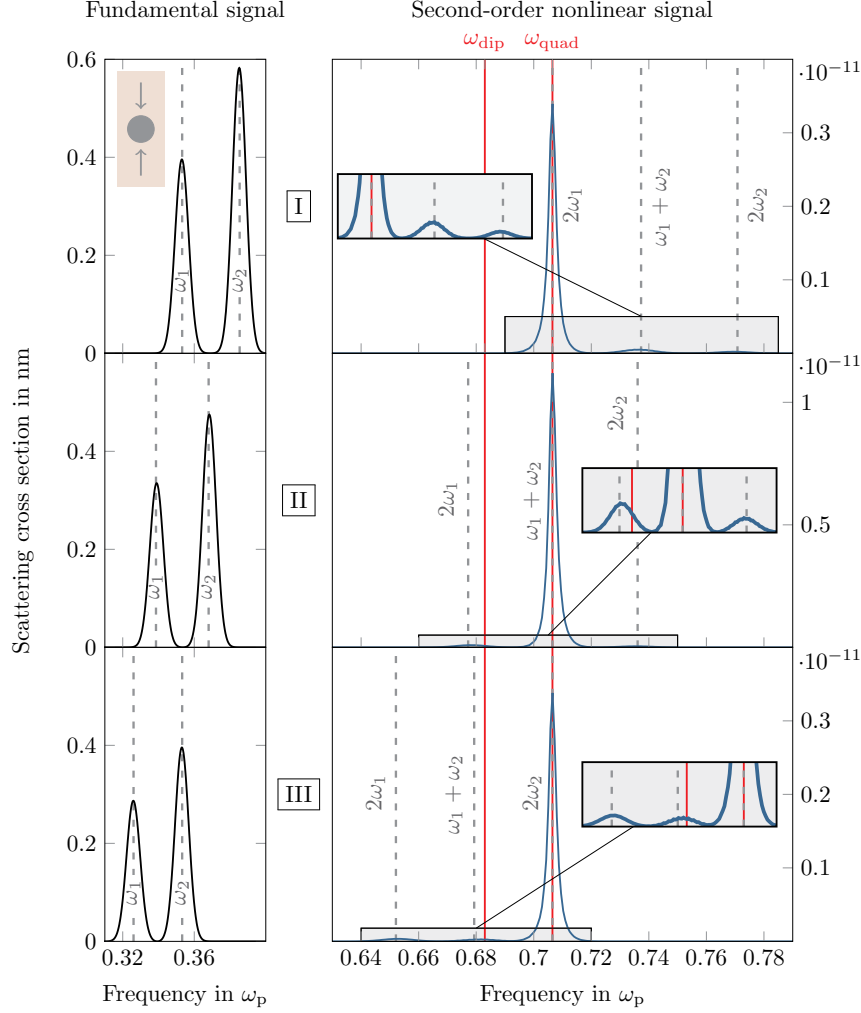 Fundamental signal
Second-order nonlinear signal
ω_dip
ω_quad
Scattering cross section in nm
0.6
0.4
0.2
0
ω₁
ω₂
I
·10⁻¹¹
0.3
0.2
0.1
2ω₁
ω₁ + ω₂
2ω₂
0.4
0.2
0
ω₁
ω₂
II
·10⁻¹¹
1
0.5
2ω₁
ω₁ + ω₂
2ω₂
0.4
0.2
0
ω₁
ω₂
III
·10⁻¹¹
0.3
0.2
0.1
2ω₁
ω₁ + ω₂
2ω₂
0.32
0.36
0.64
0.66
0.68
0.7
0.72
0.74
0.76
0.78
Frequency in ω_p
Frequency in ω_p